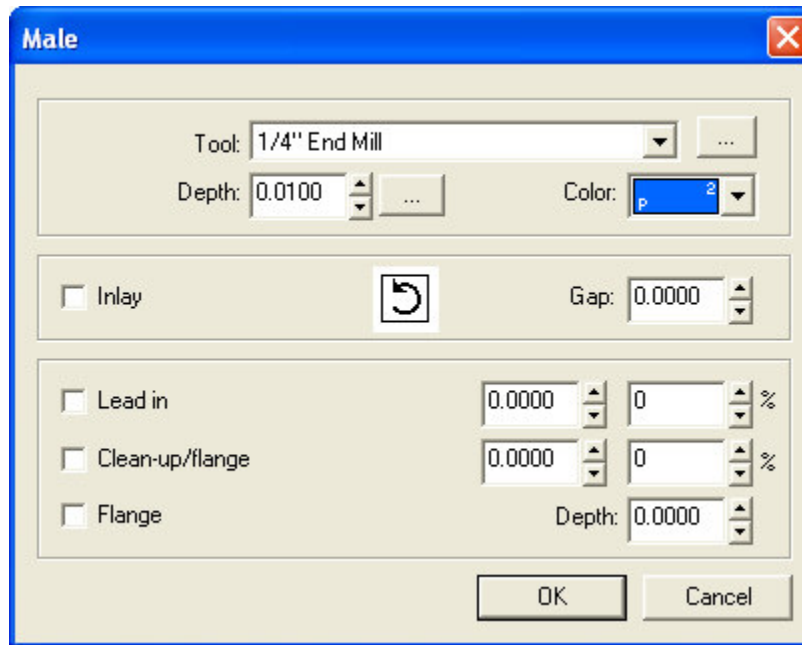 Male
Tool: 1/4" End Mill ...
Depth: 0.0100 ... Color: P 2
Inlay Gap: 0.0000
Lead in 0.0000 0 %
Clean-up/flange 0.0000 0 %
Flange Depth: 0.0000
OK Cancel